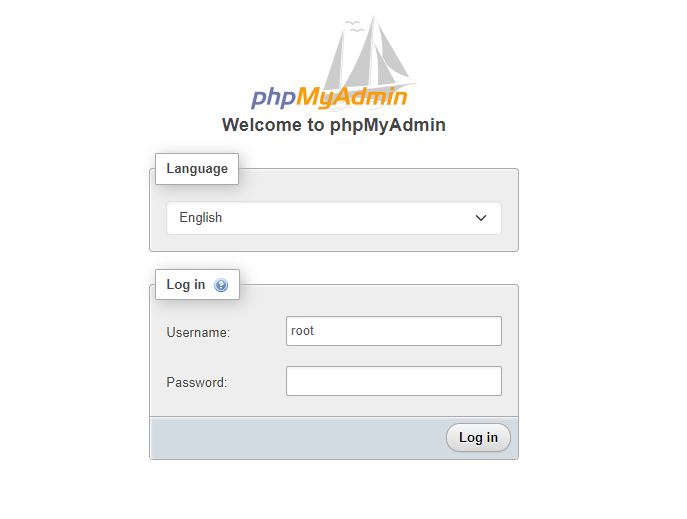 phpMyAdmin
Welcome to phpMyAdmin
Language
English
Log in
Username:
root
Password:
Log in